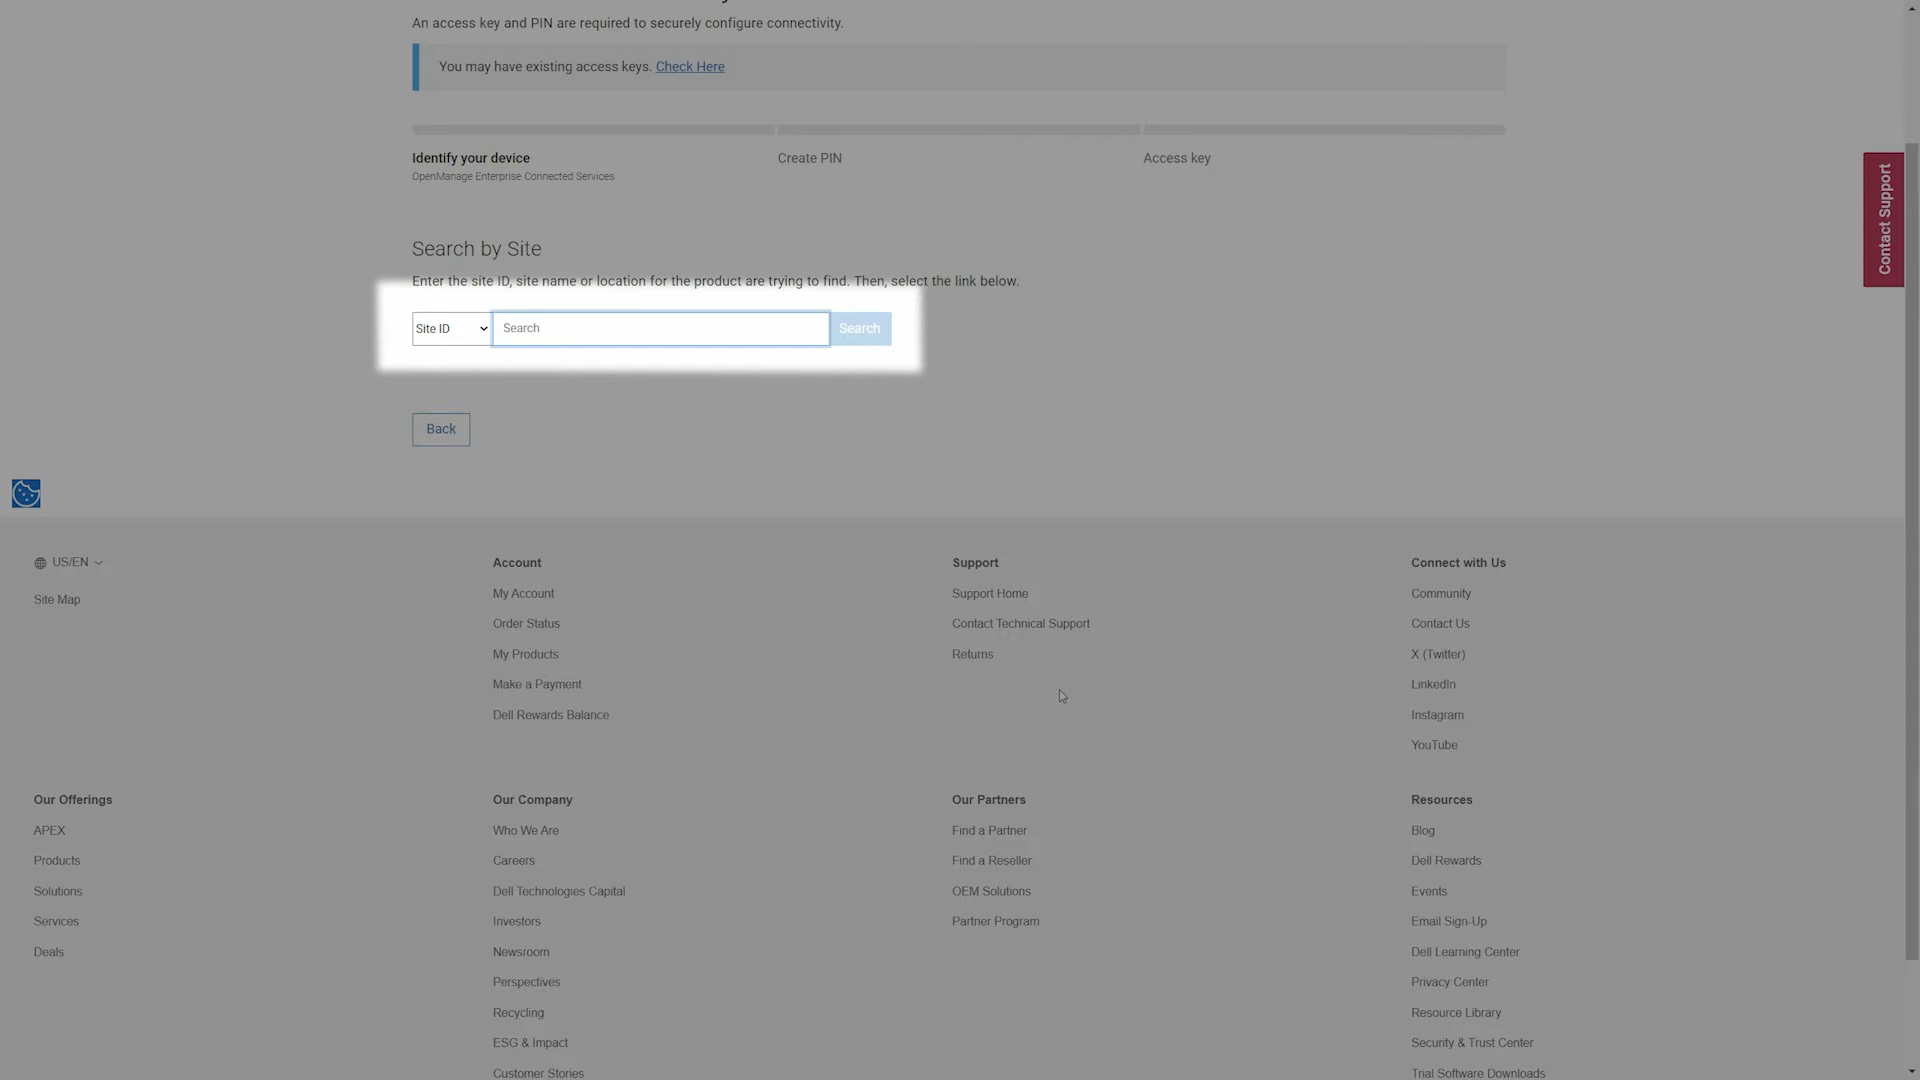 An access key and PIN are required to securely configure connectivity.
You may have existing access keys. Check Here
Identify your device
OpenManage Enterprise Connected Services
Create PIN
Access key
Contact Support
Search by Site
Enter the site ID, site name or location for the product are trying to find. Then, select the link below.
Site ID
Search
Search
Back
US/EN
Site Map
Account
My Account
Order Status
My Products
Make a Payment
Dell Rewards Balance
Support
Support Home
Contact Technical Support
Returns
Connect with Us
Community
Contact Us
X (Twitter)
LinkedIn
Instagram
YouTube
Our Offerings
APEX
Products
Solutions
Services
Deals
Our Company
Who We Are
Careers
Dell Technologies Capital
Investors
Newsroom
Perspectives
Recycling
ESG & Impact
Customer Stories
Our Partners
Find a Partner
Find a Reseller
OEM Solutions
Partner Program
Resources
Blog
Dell Rewards
Events
Email Sign-Up
Dell Learning Center
Privacy Center
Resource Library
Security & Trust Center
Trial Software Downloads